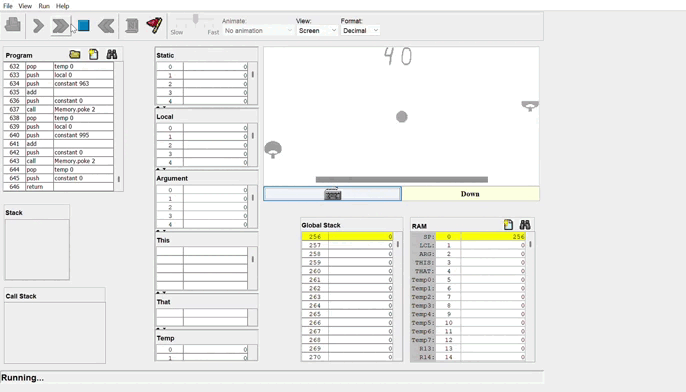 File View Run Help
Slow Fast
Animate:
No animation
View:
Screen
Format:
Decimal
Program
632 pop temp 0
633 push local 0
634 push constant 963
635 add
636 push constant 0
637 call Memory.poke 2
638 pop temp 0
639 push local 0
640 push constant 995
641 add
642 push constant 0
643 call Memory.poke 2
644 pop temp 0
645 push constant 0
646 return
Stack
Call Stack
Static
0 0
1 0
2 0
3 0
4 0
Local
0 0
1 0
2 0
3 0
4 0
Argument
0 0
1 0
2 0
3 0
4 0
This
That
Temp
0 0
1 0
40
Down
Global Stack
256 0
257 0
258 0
259 0
260 0
261 0
262 0
263 0
264 0
265 0
266 0
267 0
268 0
269 0
270 0
RAM
SP: 0 256
LCL: 1 0
ARG: 2 0
THIS: 3 0
THAT: 4 0
Temp0: 5 0
Temp1: 6 0
Temp2: 7 0
Temp3: 8 0
Temp4: 9 0
Temp5: 10 0
Temp6: 11 0
Temp7: 12 0
R13: 13 0
R14: 14 0
Running...